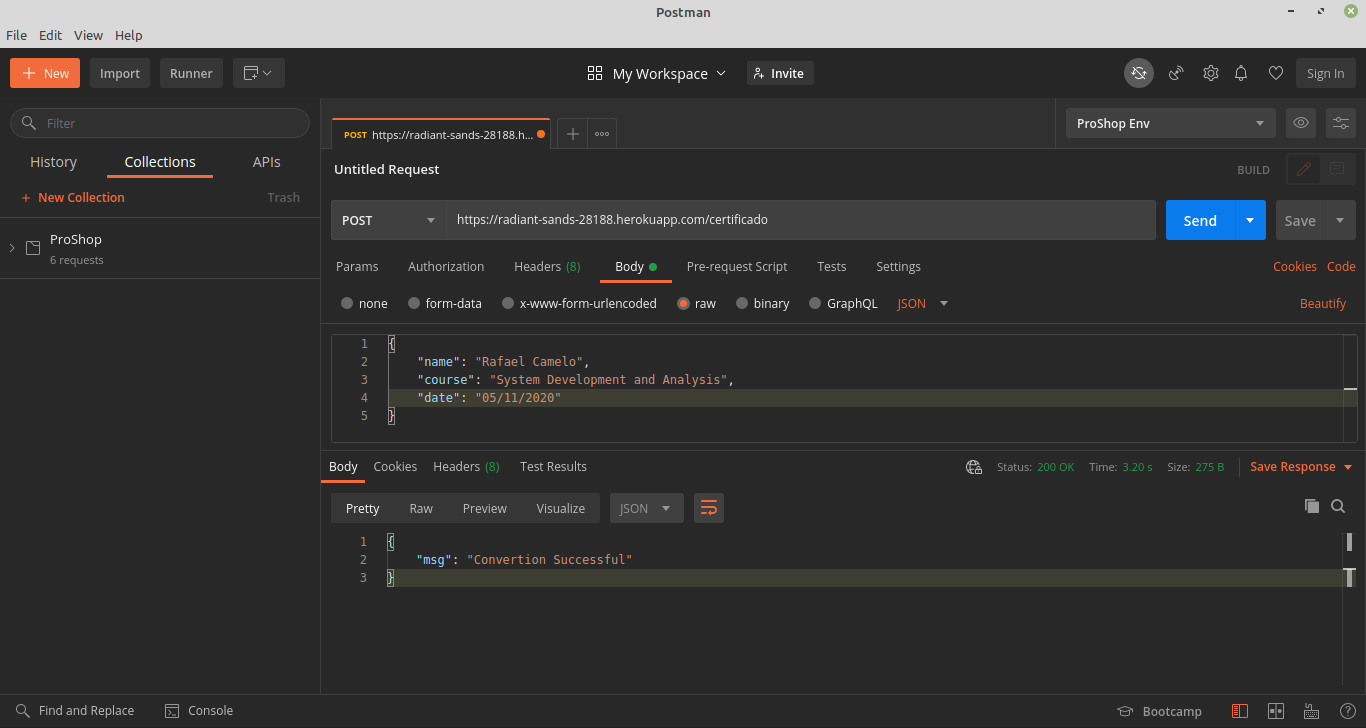 Postman
File Edit View Help
+ New Import Runner My Workspace Invite Sign In
Filter
History Collections APIs
+ New Collection Trash
ProShop
6 requests
POST https://radiant-sands-28188.h... + ooo ProShop Env
Untitled Request BUILD
POST https://radiant-sands-28188.herokuapp.com/certificado Send Save
Params Authorization Headers (8) Body Pre-request Script Tests Settings Cookies Code
none form-data x-www-form-urlencoded raw binary GraphQL JSON Beautify
1 {
2 "name": "Rafael Camelo",
3 "course": "System Development and Analysis",
4 "date": "05/11/2020"
5 }
Body Cookies Headers (8) Test Results Status: 200 OK Time: 3.20 s Size: 275 B Save Response
Pretty Raw Preview Visualize JSON
1 {
2 "msg": "Convertion Successful"
3 }
Find and Replace Console Bootcamp ?